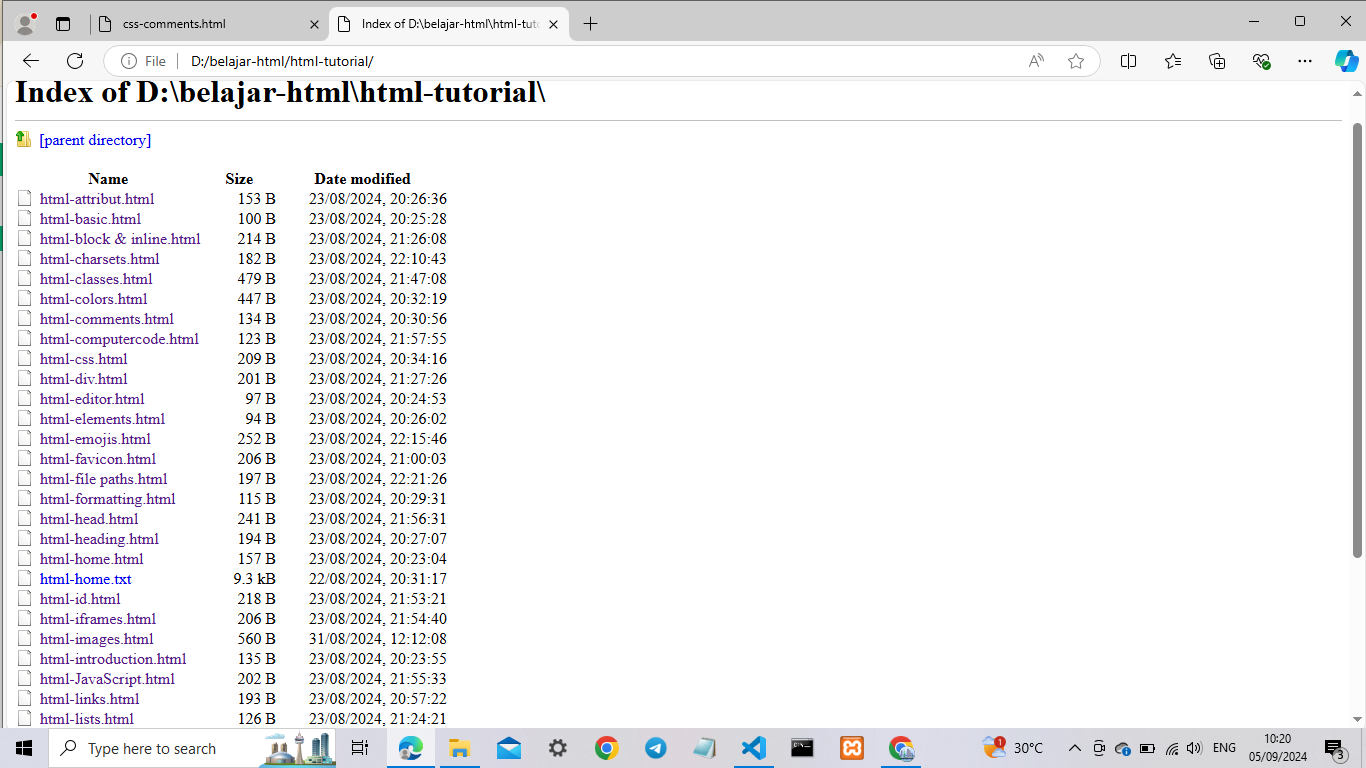 css-comments.html
Index of D:\belajar-html\html-tuto
File D:/belajar-html/html-tutorial/
Index of D:\belajar-html\html-tutorial\
[parent directory]
Name Size Date modified
html-attribut.html 153 B 23/08/2024, 20:26:36
html-basic.html 100 B 23/08/2024, 20:25:28
html-block & inline.html 214 B 23/08/2024, 21:26:08
html-charsets.html 182 B 23/08/2024, 22:10:43
html-classes.html 479 B 23/08/2024, 21:47:08
html-colors.html 447 B 23/08/2024, 20:32:19
html-comments.html 134 B 23/08/2024, 20:30:56
html-computercode.html 123 B 23/08/2024, 21:57:55
html-css.html 209 B 23/08/2024, 20:34:16
html-div.html 201 B 23/08/2024, 21:27:26
html-editor.html 97 B 23/08/2024, 20:24:53
html-elements.html 94 B 23/08/2024, 20:26:02
html-emojis.html 252 B 23/08/2024, 22:15:46
html-favicon.html 206 B 23/08/2024, 21:00:03
html-file paths.html 197 B 23/08/2024, 22:21:26
html-formatting.html 115 B 23/08/2024, 20:29:31
html-head.html 241 B 23/08/2024, 21:56:31
html-heading.html 194 B 23/08/2024, 20:27:07
html-home.html 157 B 23/08/2024, 20:23:04
html-home.txt 9.3 kB 22/08/2024, 20:31:17
html-id.html 218 B 23/08/2024, 21:53:21
html-iframes.html 206 B 23/08/2024, 21:54:40
html-images.html 560 B 31/08/2024, 12:12:08
html-introduction.html 135 B 23/08/2024, 20:23:55
html-JavaScript.html 202 B 23/08/2024, 21:55:33
html-links.html 193 B 23/08/2024, 20:57:22
html-lists.html 126 B 23/08/2024, 21:24:21
Type here to search
1
30°C
ENG
10:20
05/09/2024
3